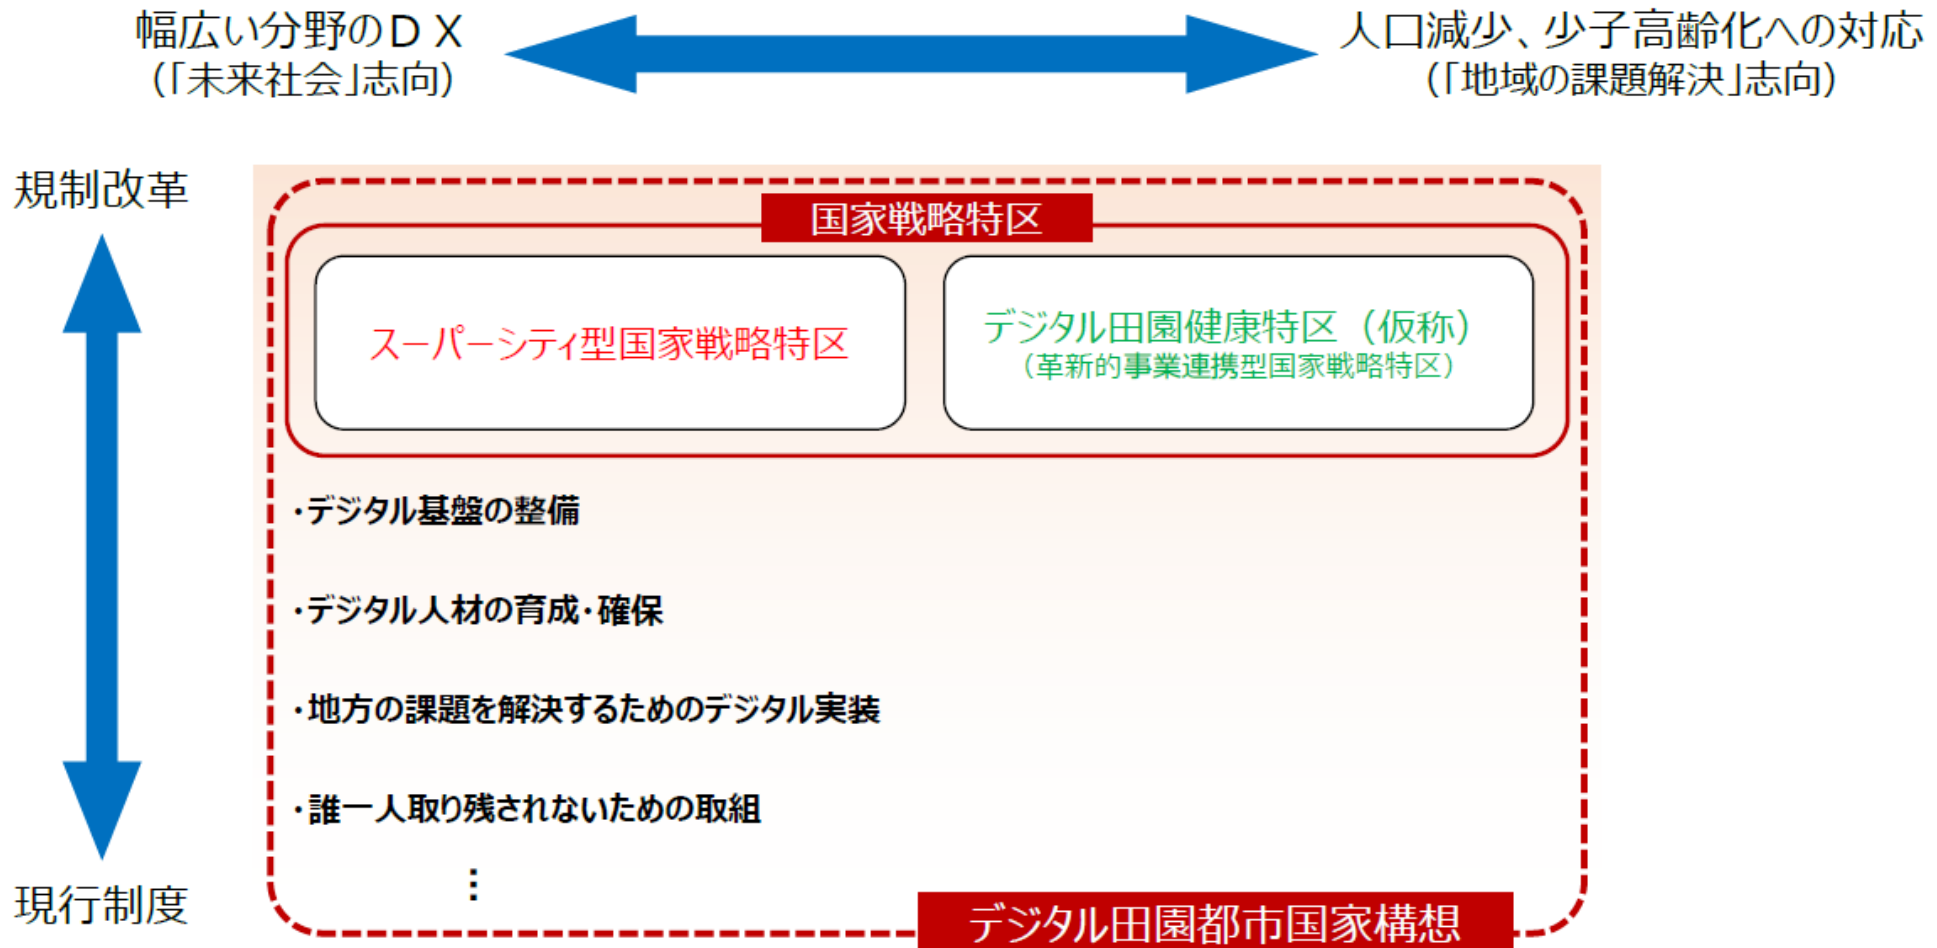 幅広い分野のＤＸ
(「未来社会」志向)
人口減少、少子高齢化への対応
(「地域の課題解決」志向)
規制改革
国家戦略特区
スーパーシティ型国家戦略特区
デジタル田園健康特区（仮称）
（革新的事業連携型国家戦略特区）
・デジタル基盤の整備
・デジタル人材の育成・確保
・地方の課題を解決するためのデジタル実装
・誰一人取り残されないための取組
⋮
現行制度
デジタル田園都市国家構想